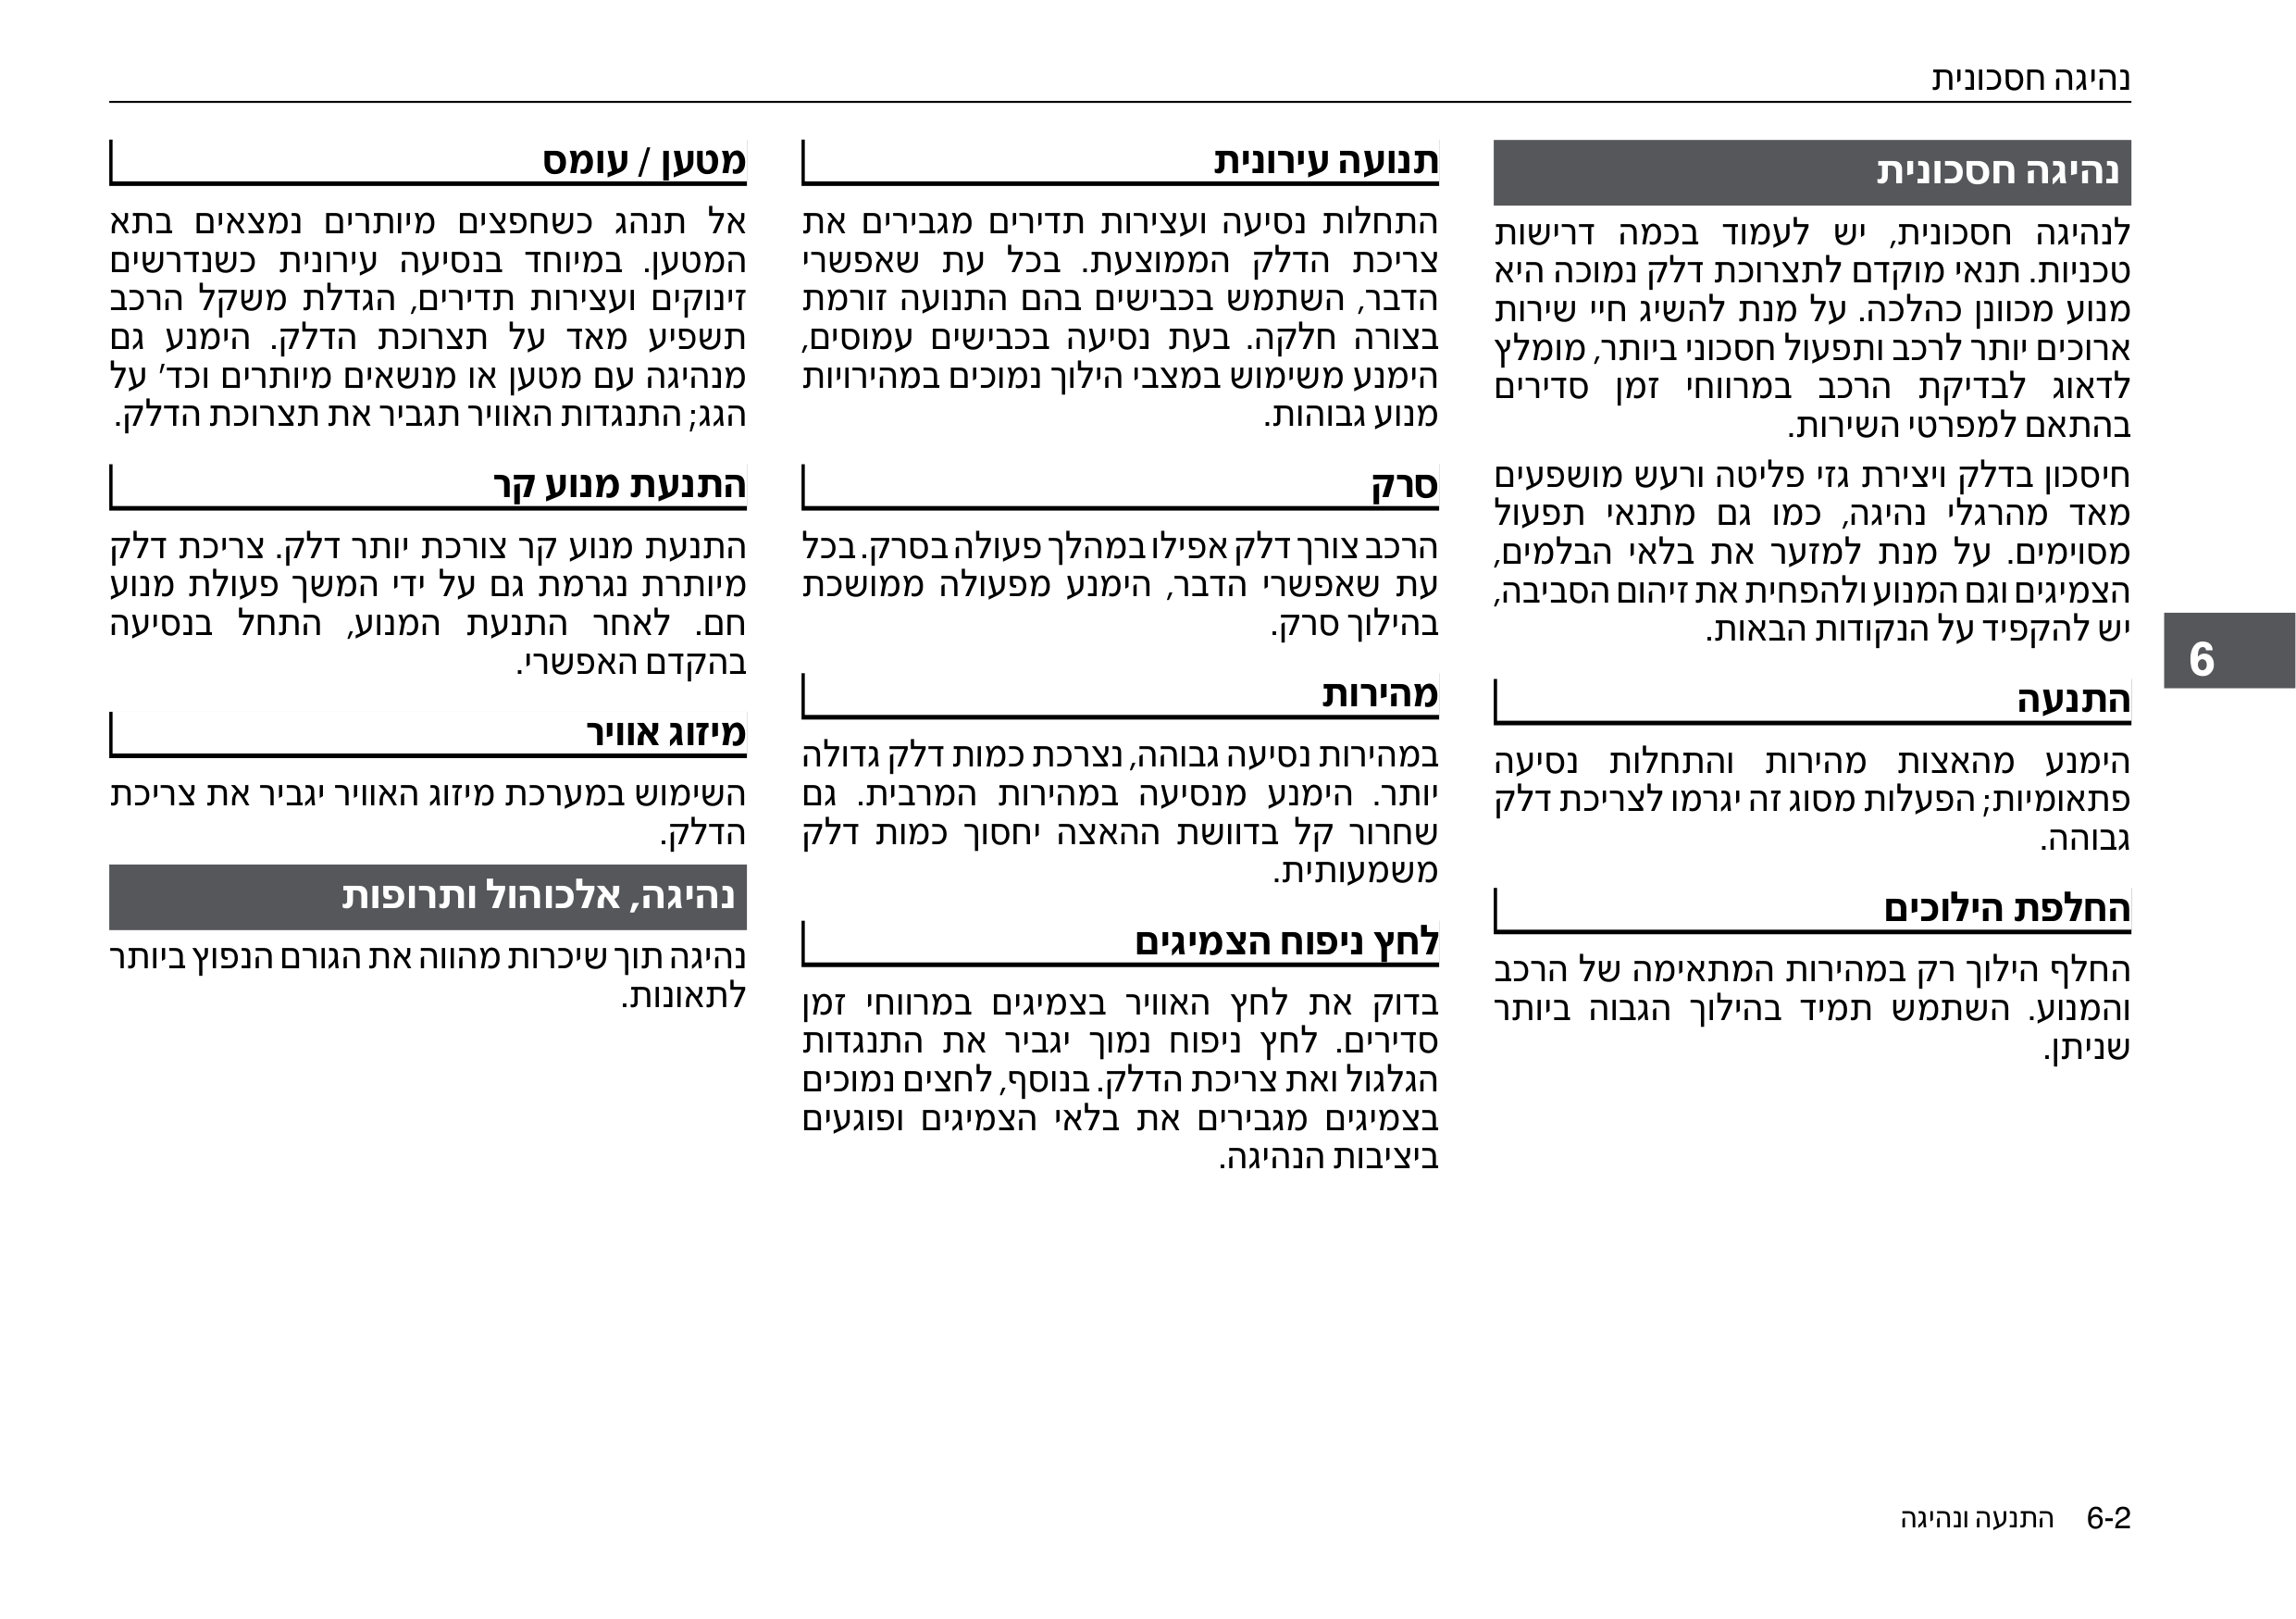 נהיגה חסכונית
נהיגה חסכונית
לנהיגה חסכונית, יש לעמוד בכמה דרישות
טכניות. תנאי מוקדם לתצרוכת דלק נמוכה היא
מנוע מכוונן כהלכה. על מנת להשיג חיי שירות
ארוכים יותר לרכב ותפעול חסכוני ביותר, מומלץ
לדאוג לבדיקת הרכב במרווחי זמן סדירים
בהתאם למפרטי השירות.
חיסכון בדלק ויצירת גזי פליטה ורעש מושפעים
מאד מהרגלי נהיגה, כמו גם מתנאי תפעול
מסוימים. על מנת למזער את בלאי הבלמים,
הצמיגים וגם המנוע ולהפחית את זיהום הסביבה,
יש להקפיד על הנקודות הבאות.
התנעה
הימנע מהאצות מהירות והתחלות נסיעה
פתאומיות; הפעלות מסוג זה יגרמו לצריכת דלק
גבוהה.
החלפת הילוכים
החלף הילוך רק במהירות המתאימה של הרכב
והמנוע. השתמש תמיד בהילוך הגבוה ביותר
שניתן.
תנועה עירונית
התחלות נסיעה ועצירות תדירים מגבירים את
צריכת הדלק הממוצעת. בכל עת שאפשרי
הדבר, השתמש בכבישים בהם התנועה זורמת
בצורה חלקה. בעת נסיעה בכבישים עמוסים,
הימנע משימוש במצבי הילוך נמוכים במהירויות
מנוע גבוהות.
סרק
הרכב צורך דלק אפילו במהלך פעולה בסרק. בכל
עת שאפשרי הדבר, הימנע מפעולה ממושכת
בהילוך סרק.
מהירות
במהירות נסיעה גבוהה, נצרכת כמות דלק גדולה
יותר. הימנע מנסיעה במהירות המרבית. גם
שחרור קל בדוושת ההאצה יחסוך כמות דלק
משמעותית.
לחץ ניפוח הצמיגים
בדוק את לחץ האוויר בצמיגים במרווחי זמן
סדירים. לחץ ניפוח נמוך יגביר את התנגדות
הגלגול ואת צריכת הדלק. בנוסף, לחצים נמוכים
בצמיגים מגבירים את בלאי הצמיגים ופוגעים
ביציבות הנהיגה.
מטען / עומס
אל תנהג כשחפצים מיותרים נמצאים בתא
המטען. במיוחד בנסיעה עירונית כשנדרשים
זינוקים ועצירות תדירים, הגדלת משקל הרכב
תשפיע מאד על תצרוכת הדלק. הימנע גם
מנהיגה עם מטען או מנשאים מיותרים וכד' על
הגג; התנגדות האוויר תגביר את תצרוכת הדלק.
התנעת מנוע קר
התנעת מנוע קר צורכת יותר דלק. צריכת דלק
מיותרת נגרמת גם על ידי המשך פעולת מנוע
חם. לאחר התנעת המנוע, התחל בנסיעה
בהקדם האפשרי.
מיזוג אוויר
השימוש במערכת מיזוג האוויר יגביר את צריכת
הדלק.
נהיגה, אלכוהול ותרופות
נהיגה תוך שיכרות מהווה את הגורם הנפוץ ביותר
לתאונות.
6
6-2 התנעה ונהיגה